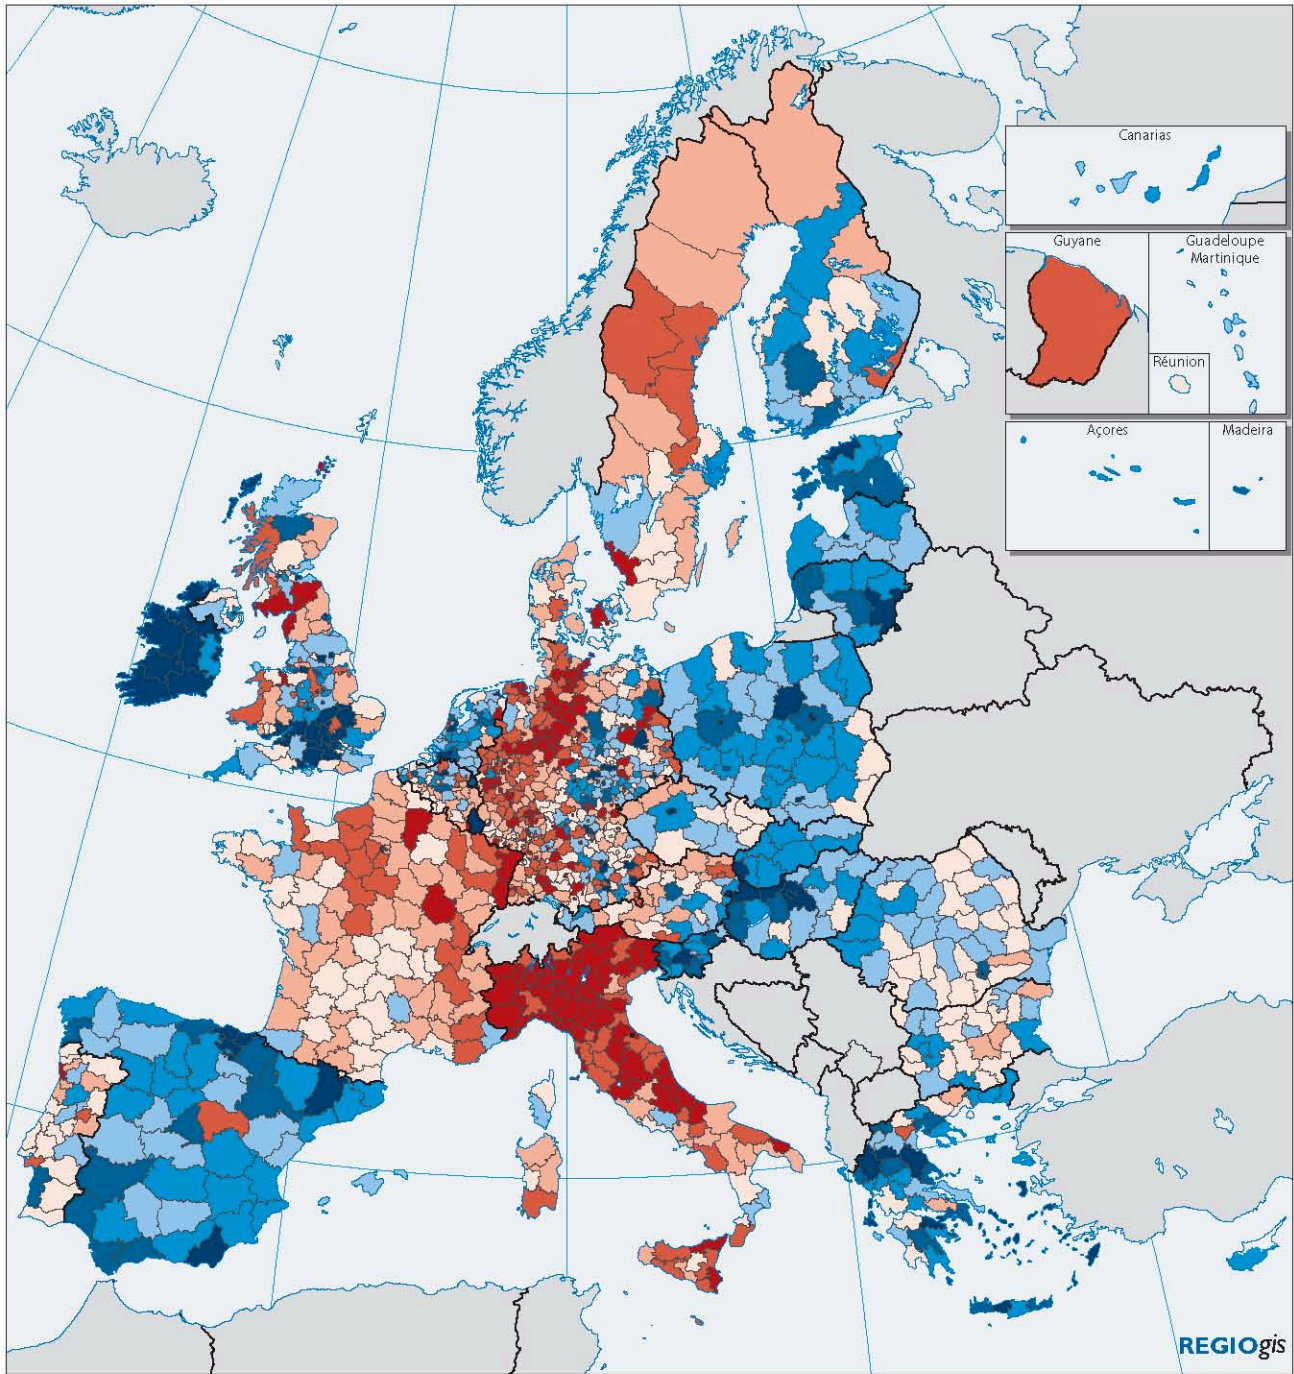 Canarias
Guyane
Guadeloupe
Martinique
Réunion
Açores
Madeira
REGIOgis